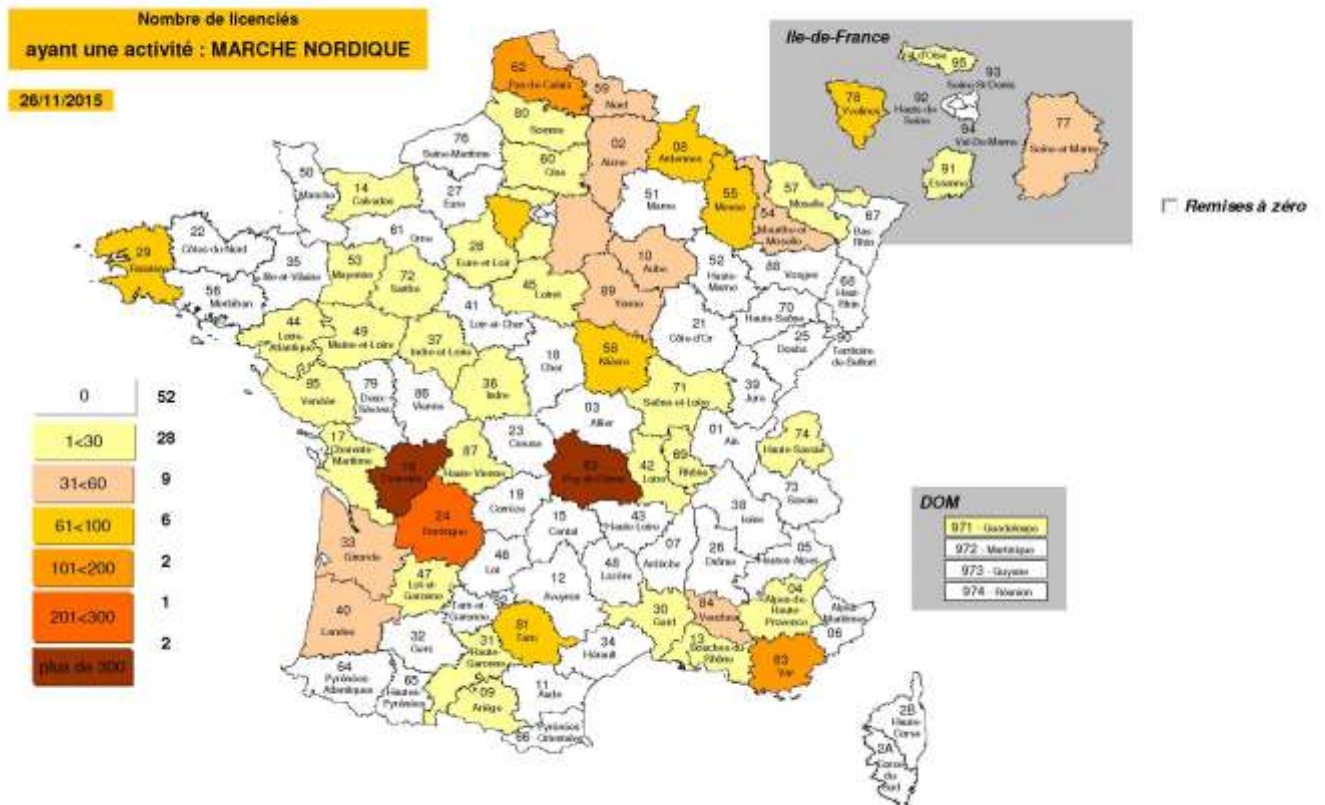 Nombre de licenciés
ayant une activité : MARCHE NORDIQUE
26/11/2015
Ile-de-France
95
93
Seine-St-Denis
78
Yvelines
92
Hauts-de
Seine
94
Val-De-Marne
77
Seine-et-Marne
91
Essonne
Remises à zéro
62
Pas-de-Calais
59
Nord
80
Somme
02
Aisne
08
Ardennes
76
Seine-Maritime
60
Oise
50
Manche
14
Calvados
27
Eure
51
Marne
55
Meuse
57
Moselle
54
Meurthe-et
Moselle
67
Bas-
Rhin
61
Orne
22
Côtes-du-Nord
29
Finistère
35
Ille-et-Vilaine
53
Mayenne
28
Eure-et-Loir
10
Aube
52
Haute-
Marne
88
Vosges
68
Haut-
Rhin
56
Morbihan
72
Sarthe
45
Loiret
89
Yonne
70
Haute-Saône
41
Loir-et-Cher
21
Côte-d'Or
25
Doubs
90
Territoire
de-Belfort
44
Loire-
Atlantique
49
Maine-et-Loire
37
Indre-et-Loire
18
Cher
58
Nièvre
39
Jura
85
Vendée
79
Deux-
Sèvres
86
Vienne
36
Indre
71
Saône-et-Loire
03
Allier
01
Ain
74
Haute-Savoie
17
Charente-
Maritime
16
87
Haute-Vienne
23
Creuse
63
Puy-de-Dôme
42
Loire
69
Rhône
73
Savoie
24
Dordogne
19
Corrèze
15
Cantal
43
Haute-Loire
38
Isère
33
Gironde
46
Lot
48
Lozère
07
Ardèche
26
Drôme
05
Hautes-Alpes
47
Lot-et
Garonne
12
Aveyron
40
Landes
Tarn-et
Garonne
81
Tarn
30
Gard
84
Vaucluse
04
Alpes-de-
Haute
Provence
Alpes-
Maritimes
06
32
Gers
31
Haute-
Garonne
34
Hérault
13
Bouches-du
Rhône
83
Var
64
Pyrénées-
Atlantiques
65
Hautes-
Pyrénées
09
Ariège
11
Aude
66
Pyrénées
Orientales
2B
Haute-
Corse
2A
Corse
du
Sud
0 52
1<30 28
31<60 9
61<100 6
101<200 2
201<300 1
plus de 300 2
DOM
971 - Guadeloupe
972 - Martinique
973 - Guyane
974 - Réunion